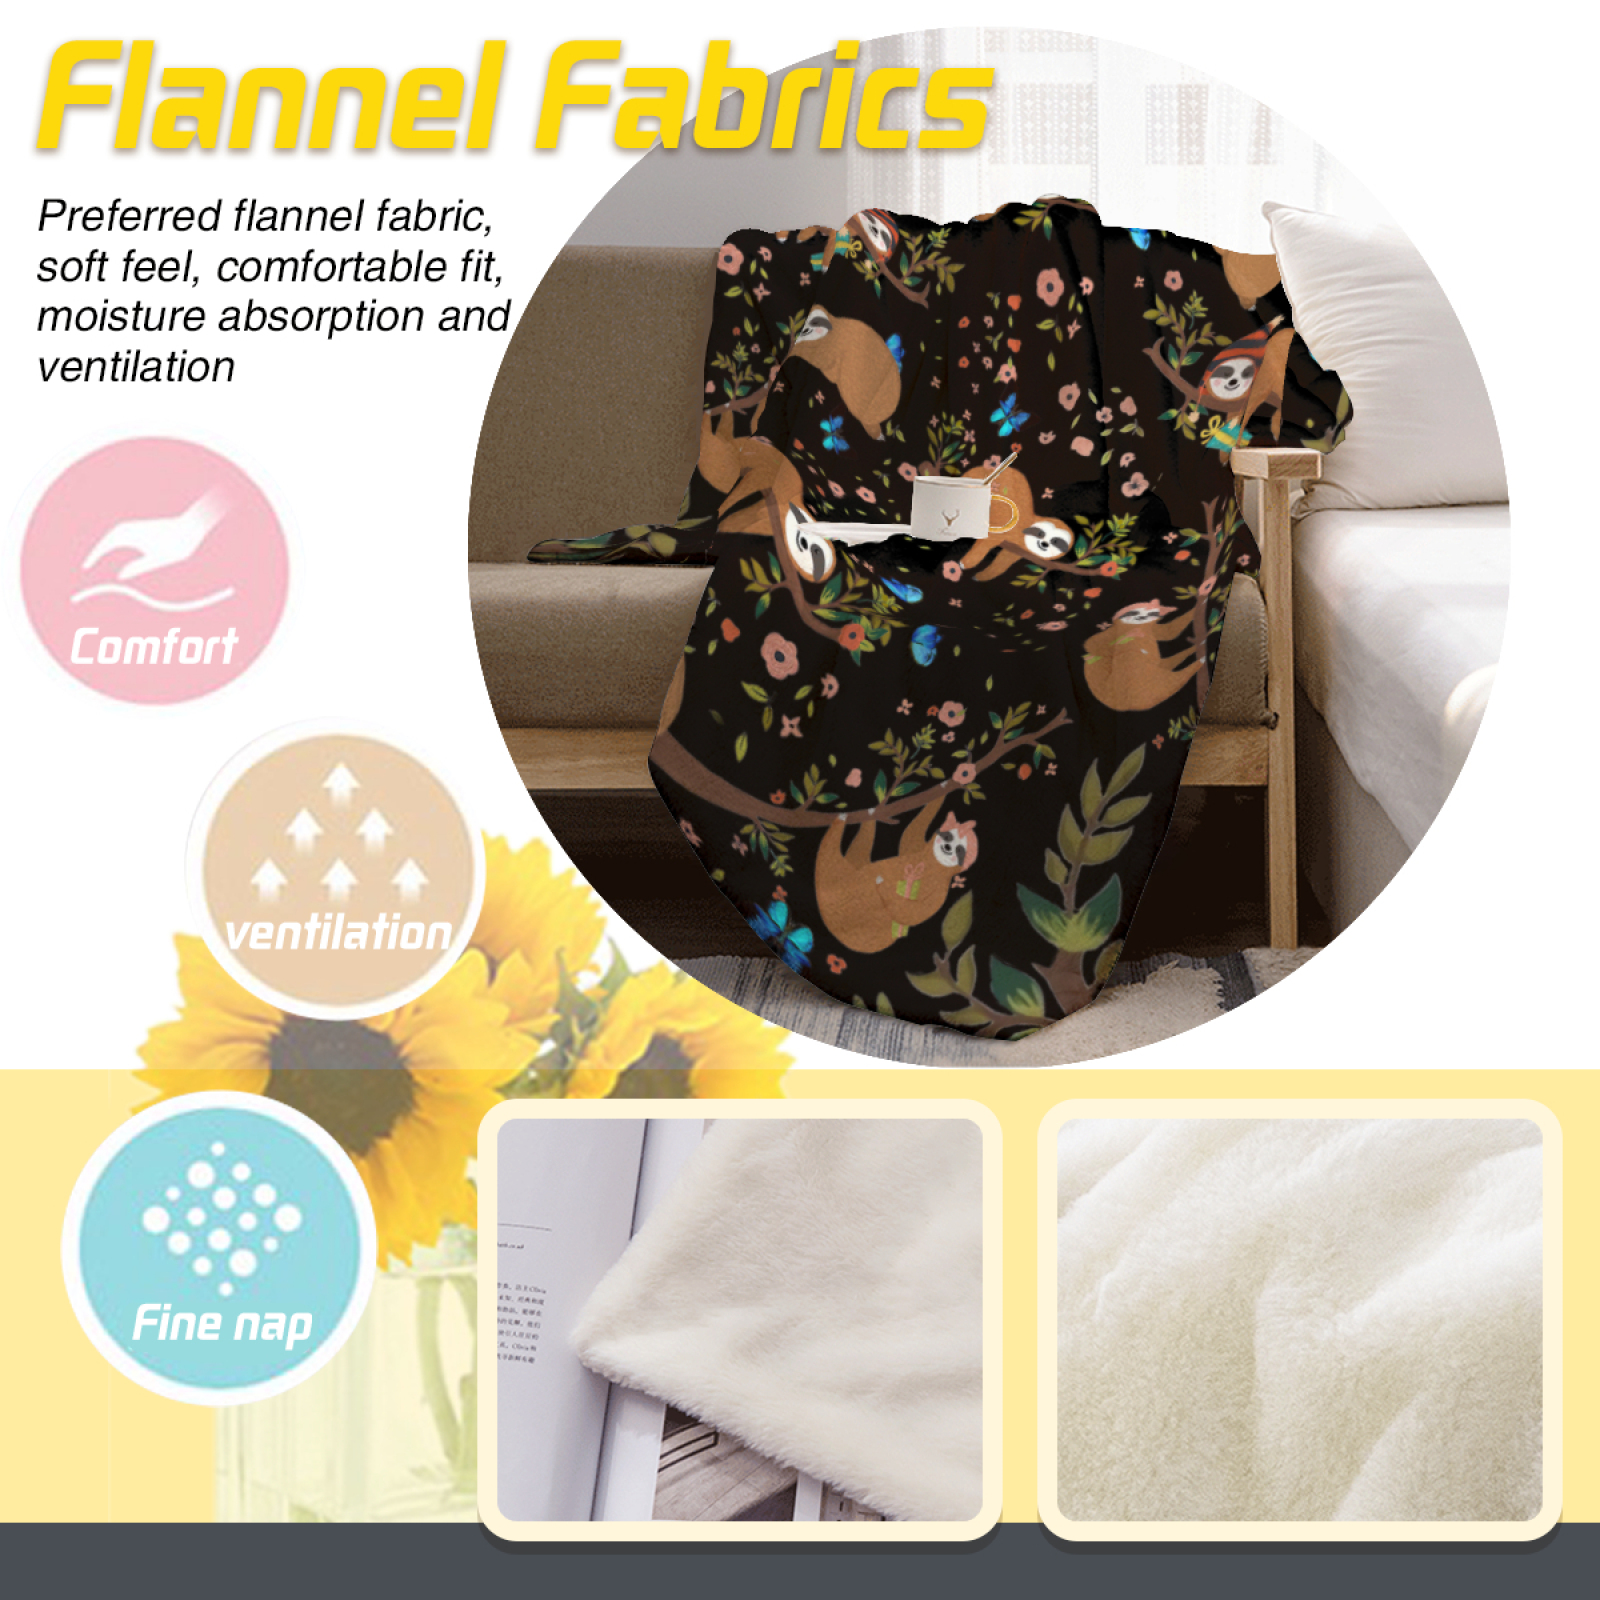 Flannel Fabrics
Preferred flannel fabric,
soft feel, comfortable fit,
moisture absorption and
ventilation
Comfort
ventilation
Fine nap